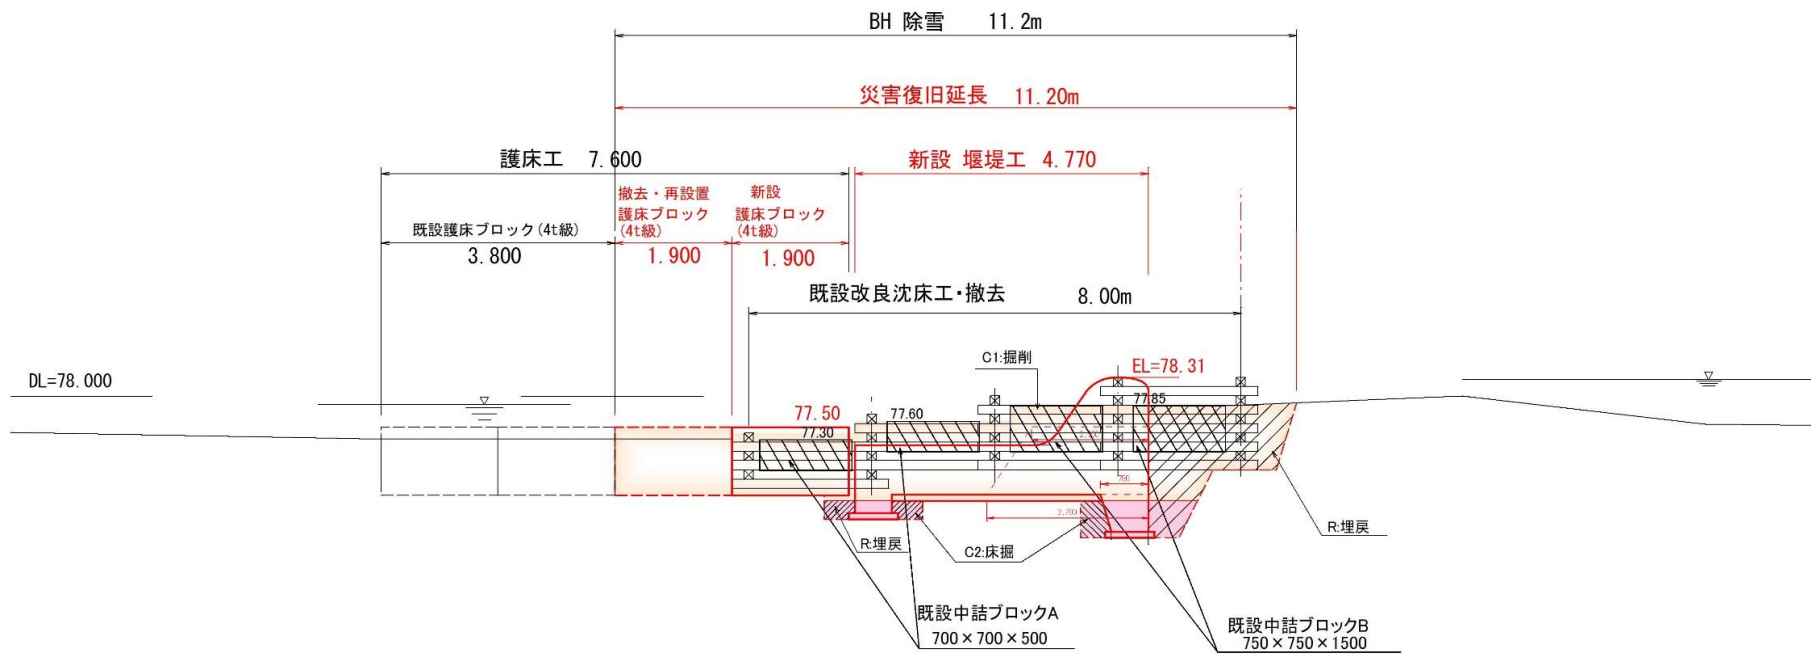 BH 除雪 11.2m
災害復旧延長 11.20m
護床工 7.600
新設 堰堤工 4.770
撤去・再設置
護床ブロック
(4t級)
新設
護床ブロック
(4t級)
既設護床ブロック(4t級)
3.800
1.900
1.900
既設改良沈床工・撤去 8.00m
C1:掘削
EL=78.31
DL=78.000
77.50
77.30
77.60
77.85
780
2.700
R:埋戻
C2:床掘
R:埋戻
既設中詰ブロックA
700×700×500
既設中詰ブロックB
750×750×1500